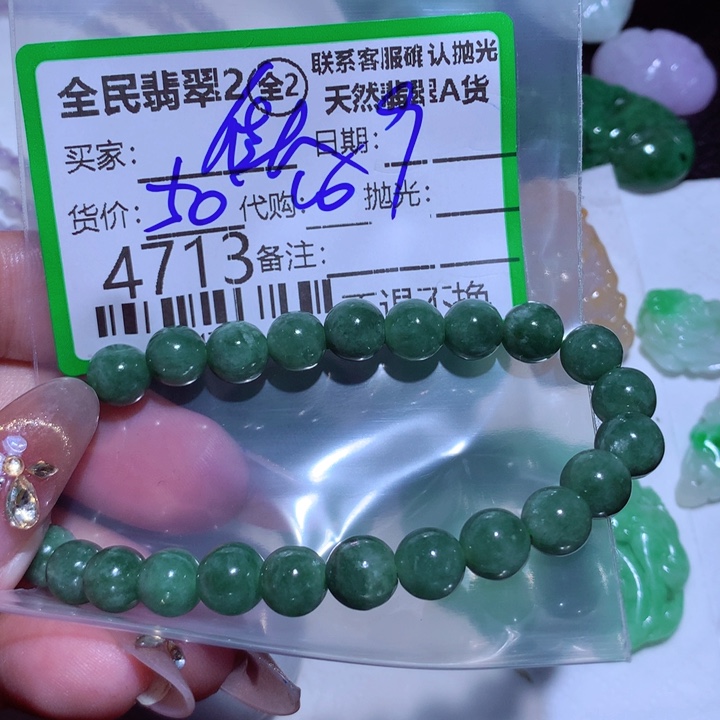 全民翡翠2 全2
联系客服确认抛光
天然翡翠A货
买家:
日期:
货价: 50
代购:
抛光:
4713 备注:
不退不换